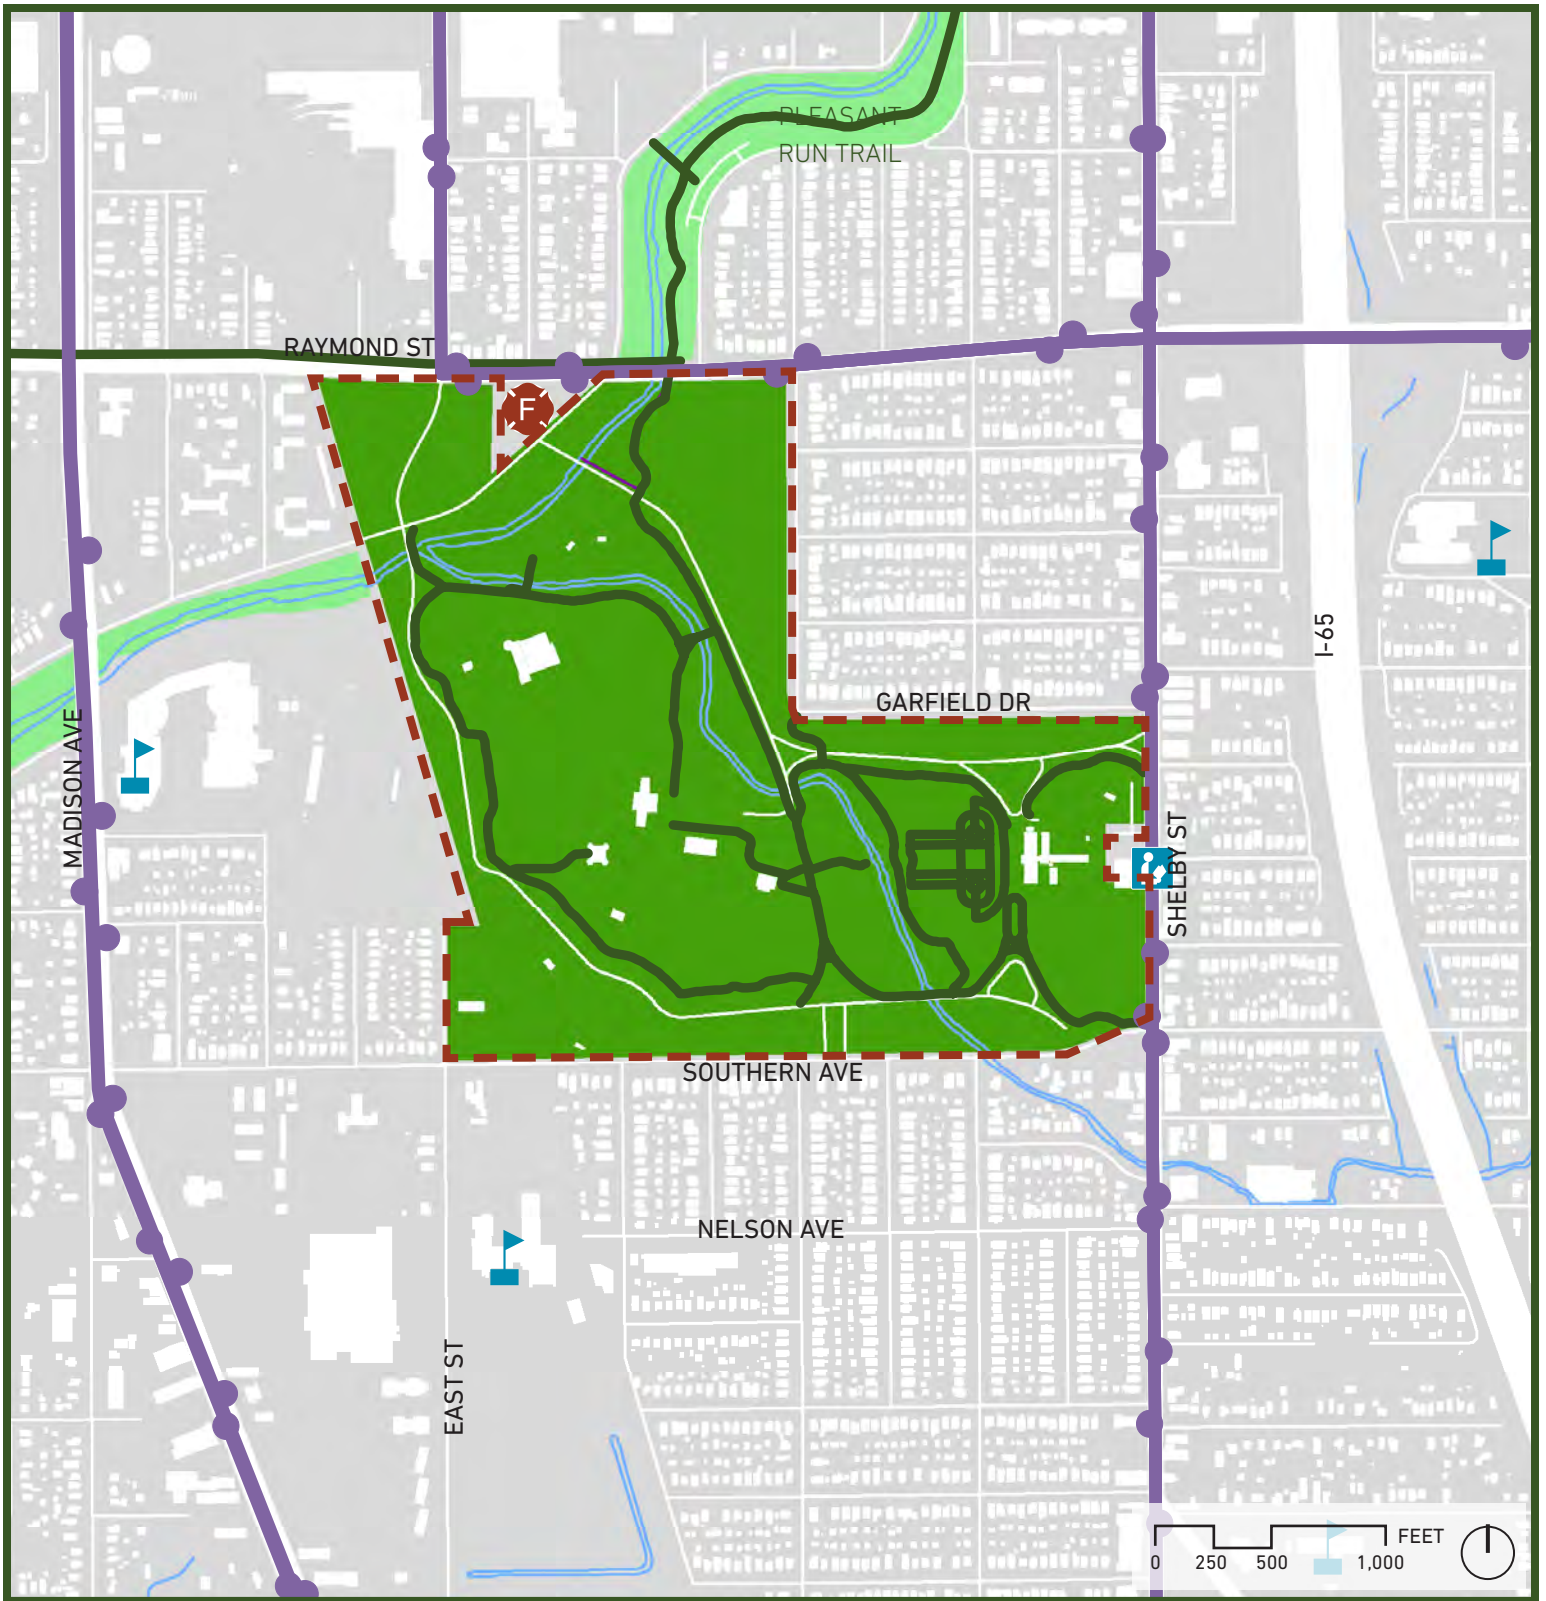 PLEASANT
RUN TRAIL
RAYMOND ST
F
I-65
GARFIELD DR
MADISON AVE
SHELBY ST
SOUTHERN AVE
NELSON AVE
EAST ST
FEET
0 250 500 1,000